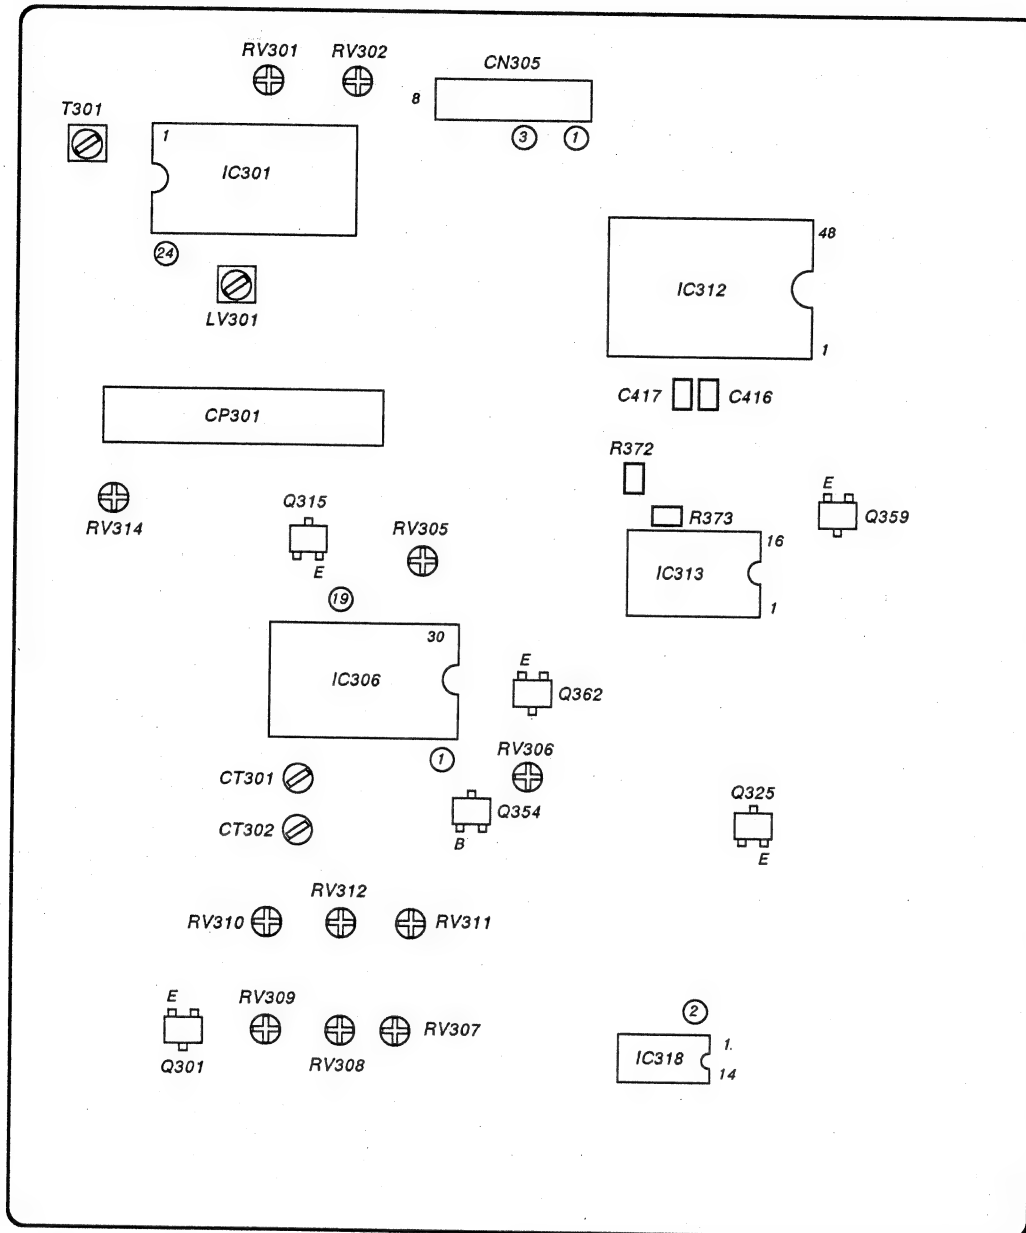 RV301 RV302
CN305
8
T301
3 1
1
IC301
24
48
IC312
LV301
1
C417 C416
CP301
R372
Q315
E
RV314
RV305
R373
Q359
E
16
IC313
19
1
30
E
IC306
Q362
1
RV306
CT301
Q325
Q354
CT302
B
E
RV312
RV310
RV311
E
RV309
2
RV307
1.
IC318
Q301
RV308
14